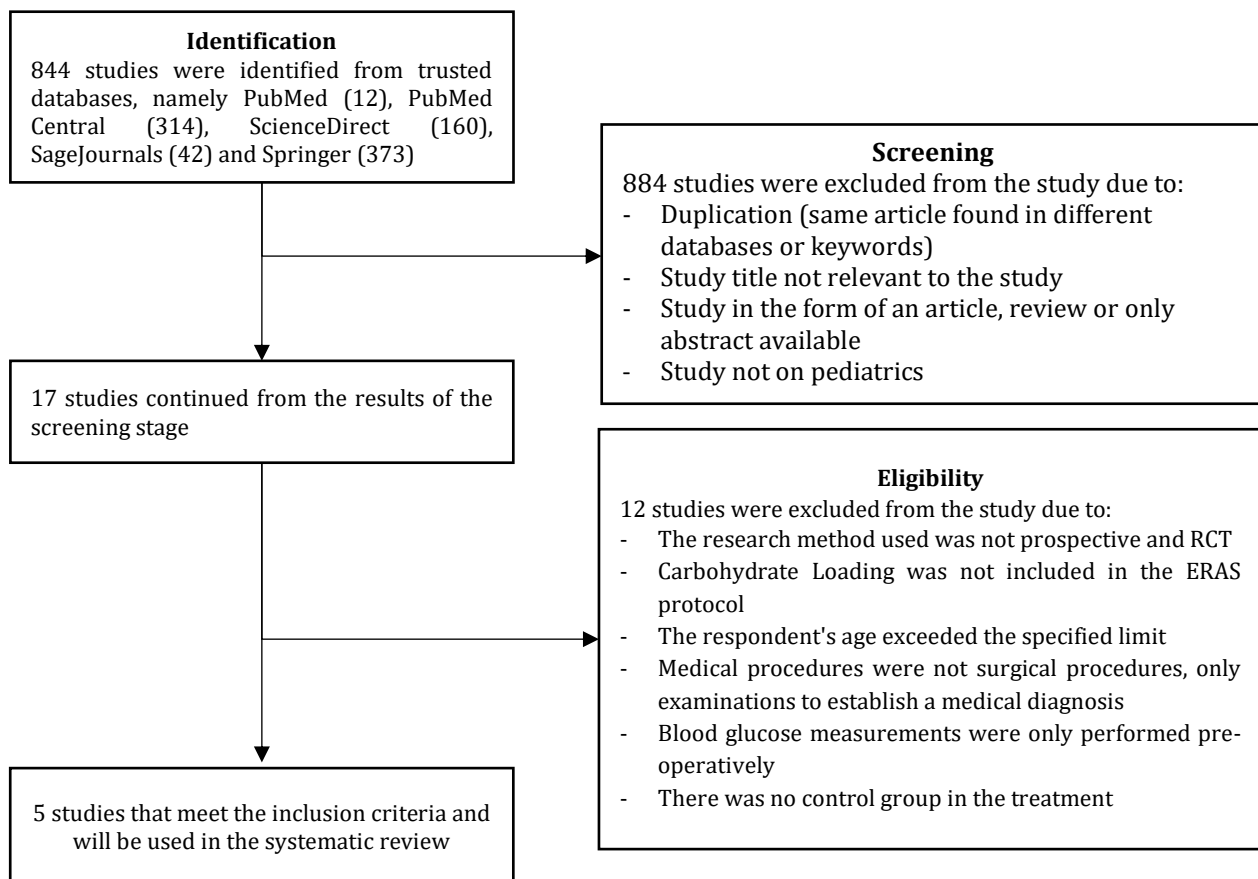 Identification
844 studies were identified from trusted
databases, namely PubMed (12), PubMed
Central (314), ScienceDirect (160),
SageJournals (42) and Springer (373)
Screening
884 studies were excluded from the study due to:
- Duplication (same article found in different
databases or keywords)
- Study title not relevant to the study
- Study in the form of an article, review or only
abstract available
- Study not on pediatrics
17 studies continued from the results of the
screening stage
Eligibility
12 studies were excluded from the study due to:
- The research method used was not prospective and RCT
- Carbohydrate Loading was not included in the ERAS
protocol
- The respondent's age exceeded the specified limit
- Medical procedures were not surgical procedures, only
examinations to establish a medical diagnosis
- Blood glucose measurements were only performed pre-
operatively
- There was no control group in the treatment
5 studies that meet the inclusion criteria and
will be used in the systematic review